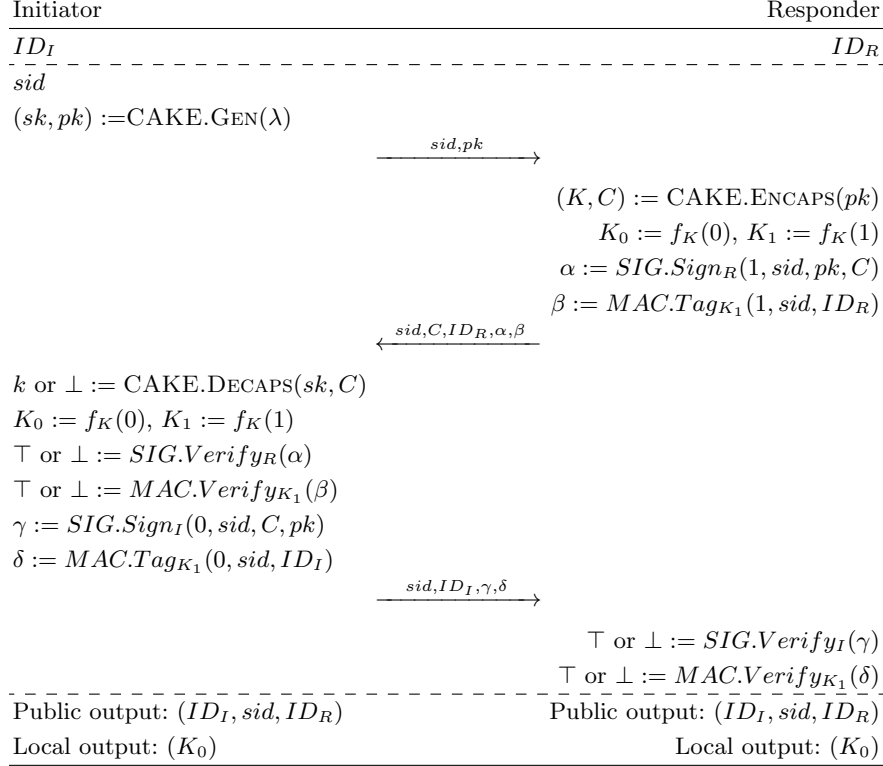 Initiator Responder
ID_I ID_R
sid
(sk, pk) :=CAKE.GEN(λ)
sid,pk
(K, C) := CAKE.ENCAPS(pk)
K_0 := f_K(0), K_1 := f_K(1)
α := SIG.Sign_R(1, sid, pk, C)
β := MAC.Tag_{K_1}(1, sid, ID_R)
sid,C,ID_R,α,β
k or ⊥ := CAKE.DECAPS(sk, C)
K_0 := f_K(0), K_1 := f_K(1)
⊤ or ⊥ := SIG.Verify_R(α)
⊤ or ⊥ := MAC.Verify_{K_1}(β)
γ := SIG.Sign_I(0, sid, C, pk)
δ := MAC.Tag_{K_1}(0, sid, ID_I)
sid,ID_I,γ,δ
⊤ or ⊥ := SIG.Verify_I(γ)
⊤ or ⊥ := MAC.Verify_{K_1}(δ)
Public output: (ID_I, sid, ID_R) Public output: (ID_I, sid, ID_R)
Local output: (K_0) Local output: (K_0)